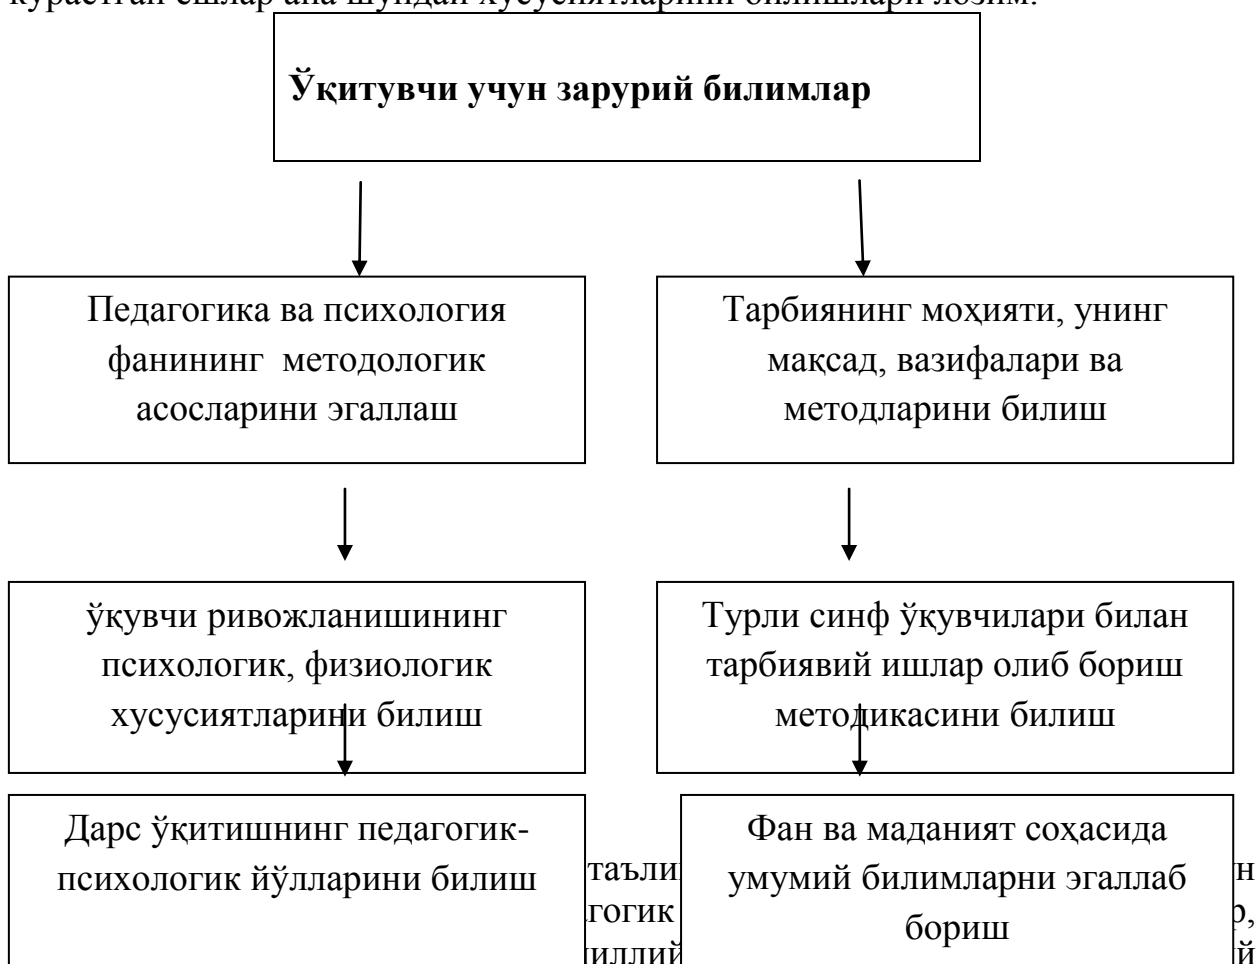 Ўқитувчи учун зарурий билимлар
Педагогика ва психология
фанининг методологик
асосларини эгаллаш
Тарбиянинг моҳияти, унинг
мақсад, вазифалари ва
методларини билиш
ўқувчи ривожланишининг
психологик, физиологик
хусусиятларини билиш
Турли синф ўқувчилари билан
тарбиявий ишлар олиб бориш
методикасини билиш
Дарс ўқитишнинг педагогик-
психологик йўлларини билиш
Фан ва маданият соҳасида
умумий билимларни эгаллаб
бориш